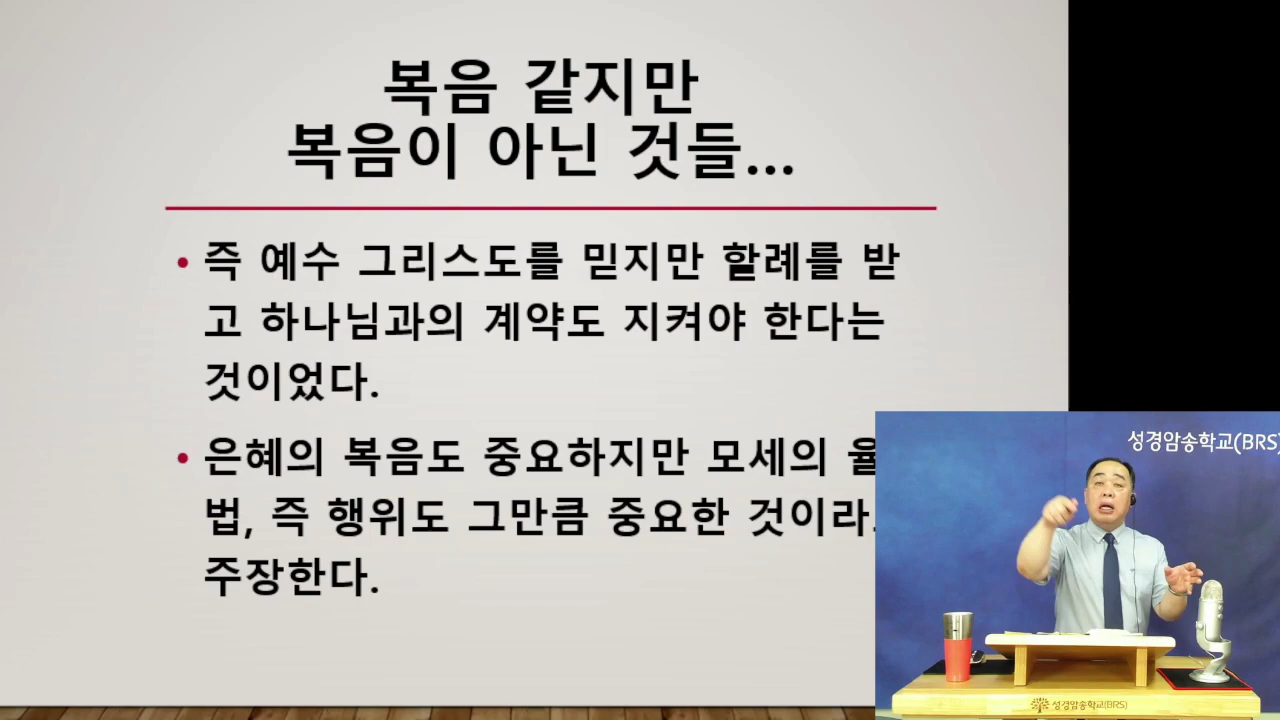 복음 같지만
복음이 아닌 것들...
• 즉 예수 그리스도를 믿지만 할례를 받
고 하나님과의 계약도 지켜야 한다는
것이었다.
• 은혜의 복음도 중요하지만 모세의 율
법, 즉 행위도 그만큼 중요한 것이라
주장한다.
성경암송학교(BRS)
성경암송학교(BRS)